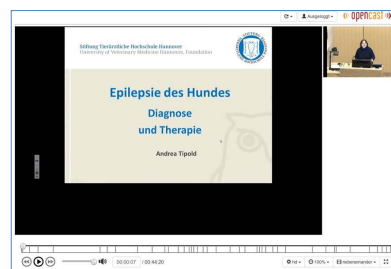 Ausgeloggt
opencast
Stiftung Tierärztliche Hochschule Hannover
University of Veterinary Medicine Hannover, Foundation
Epilepsie des Hundes
Diagnose
und Therapie
Andrea Tipold
00:00:07 / 00:44:20
hd
100%
nebeneinander